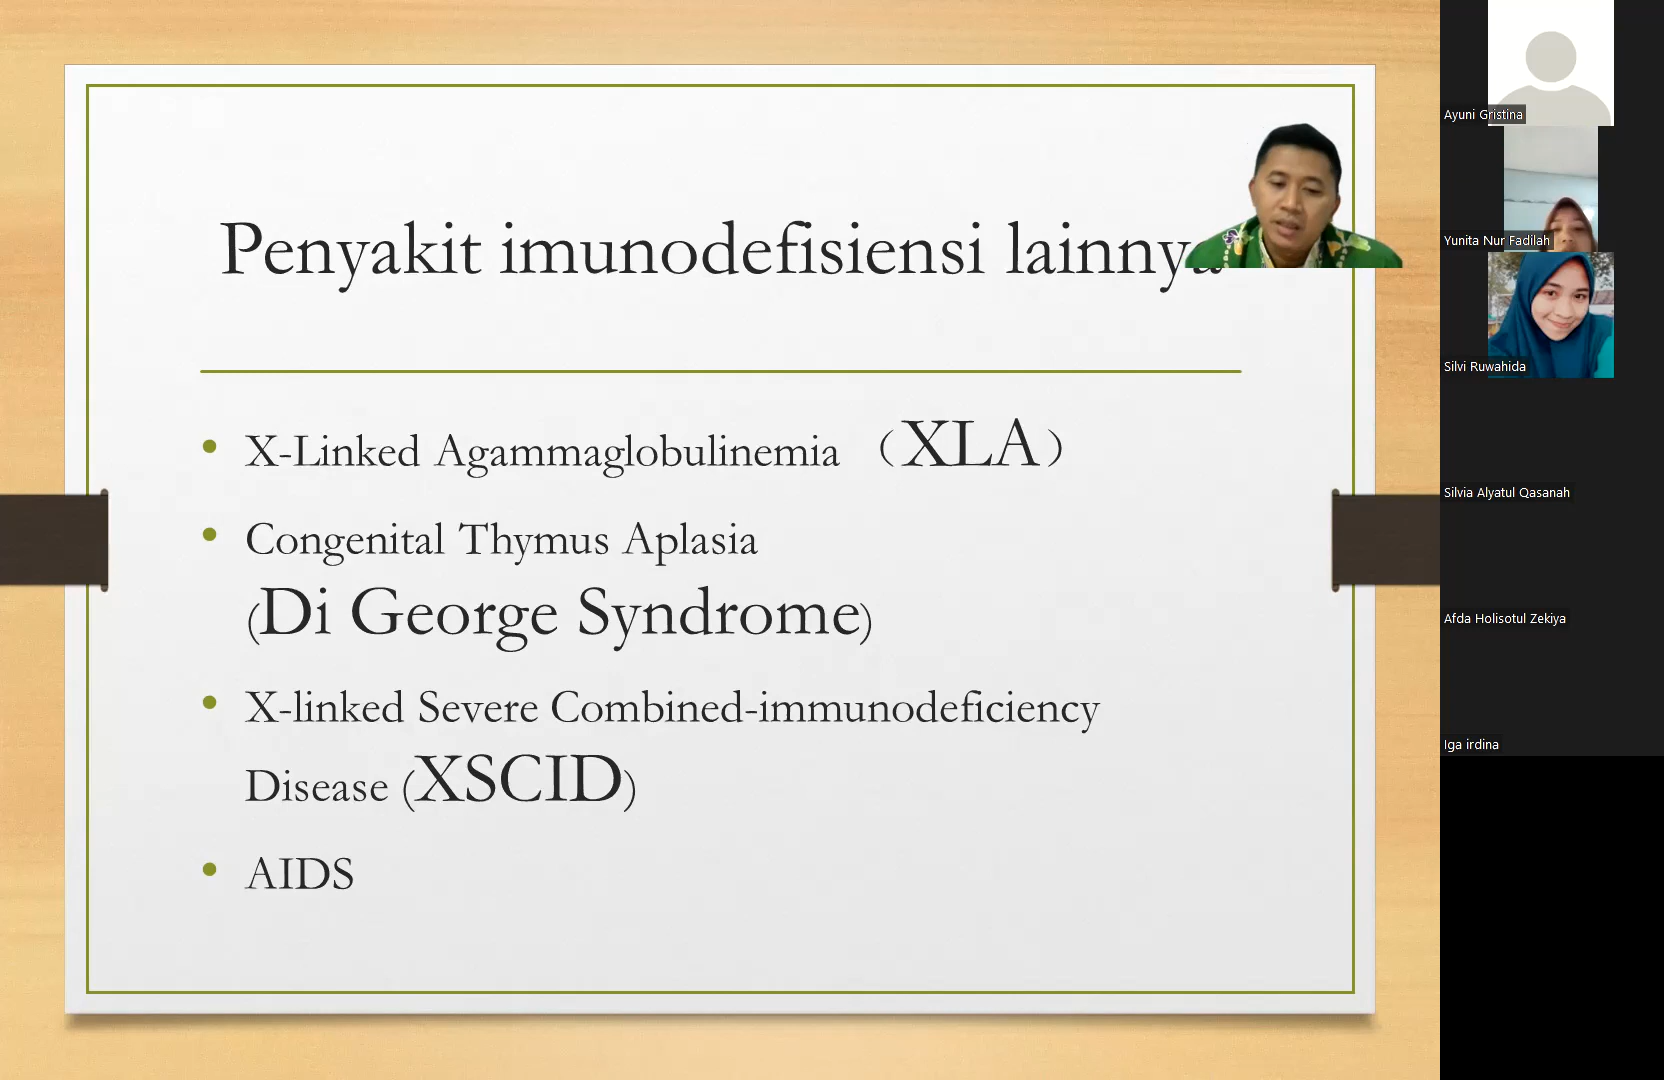 Penyakit imunodefisiensi lainnya
• X-Linked Agammaglobulinemia （XLA）
• Congenital Thymus Aplasia
(Di George Syndrome)
• X-linked Severe Combined-immunodeficiency
Disease (XSCID)
• AIDS
Ayuni Gristina
Yunita Nur Fadilah
Silvi Ruwahida
Silvia Alyatul Qasanah
Afda Holisotul Zekiya
Iga irdina